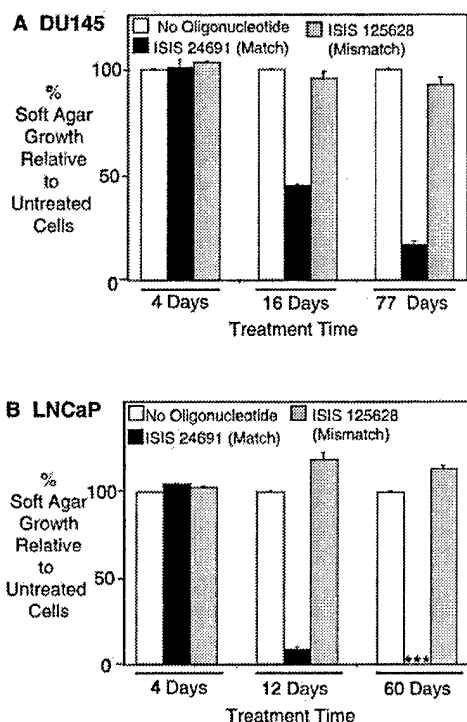 A DU145
No Oligonucleotide
ISIS 24691 (Match)
ISIS 125628
(Mismatch)
100
50
0
%
Soft Agar
Growth
Relative
to
Untreated
Cells
4 Days
16 Days
77 Days
Treatment Time
B LNCaP
No Oligonucleotide
ISIS 24691 (Match)
ISIS 125628
(Mismatch)
100
50
0
%
Soft Agar
Growth
Relative
to
Untreated
Cells
***
4 Days
12 Days
60 Days
Treatment Time